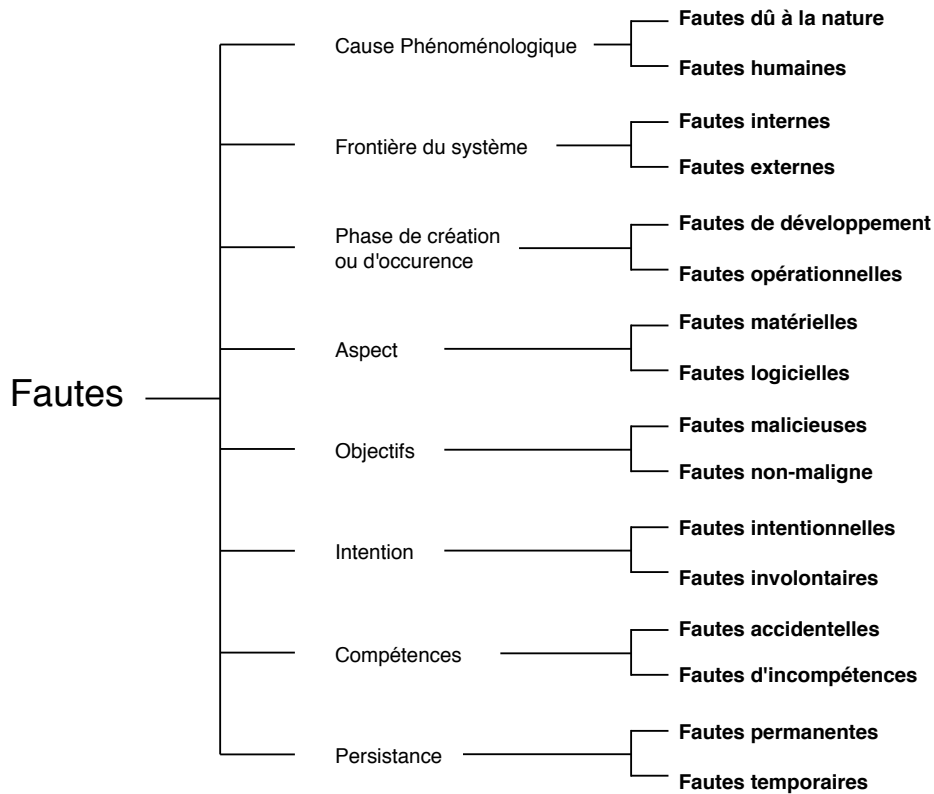 Fautes
Cause Phénoménologique
Fautes dû à la nature
Fautes humaines
Frontière du système
Fautes internes
Fautes externes
Phase de création
ou d'occurence
Fautes de développement
Fautes opérationnelles
Aspect
Fautes matérielles
Fautes logicielles
Objectifs
Fautes malicieuses
Fautes non-maligne
Intention
Fautes intentionnelles
Fautes involontaires
Compétences
Fautes accidentelles
Fautes d'incompétences
Persistance
Fautes permanentes
Fautes temporaires